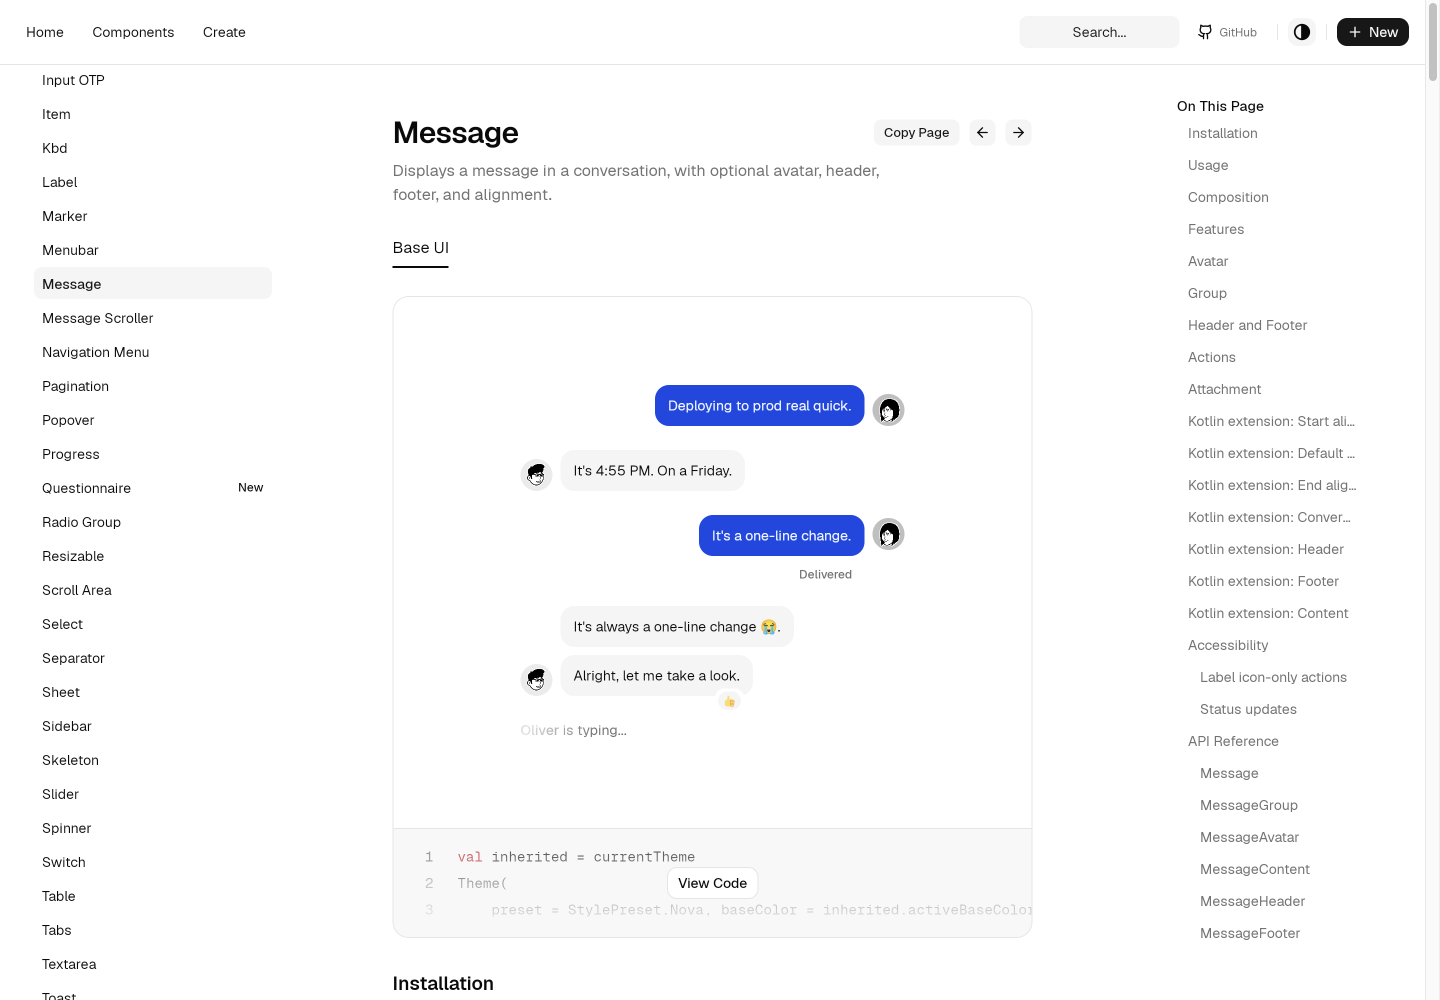 Home
Components
Create
Search...
GitHub
New
Input OTP
Item
Kbd
Label
Marker
Menubar
Message
Message Scroller
Navigation Menu
Pagination
Popover
Progress
Questionnaire New
Radio Group
Resizable
Scroll Area
Select
Separator
Sheet
Sidebar
Skeleton
Slider
Spinner
Switch
Table
Tabs
Textarea
Toast
Message
Copy Page
Displays a message in a conversation, with optional avatar, header,
footer, and alignment.
Base UI
Deploying to prod real quick.
It's 4:55 PM. On a Friday.
It's a one-line change.
Delivered
It's always a one-line change 😭.
Alright, let me take a look.
👍
Oliver is typing...
1 val inherited = currentTheme
2 Theme(
View Code
3 preset = StylePreset.Nova, baseColor = inherited.activeBaseColor
Installation
On This Page
Installation
Usage
Composition
Features
Avatar
Group
Header and Footer
Actions
Attachment
Kotlin extension: Start ali...
Kotlin extension: Default ...
Kotlin extension: End alig...
Kotlin extension: Conver...
Kotlin extension: Header
Kotlin extension: Footer
Kotlin extension: Content
Accessibility
Label icon-only actions
Status updates
API Reference
Message
MessageGroup
MessageAvatar
MessageContent
MessageHeader
MessageFooter